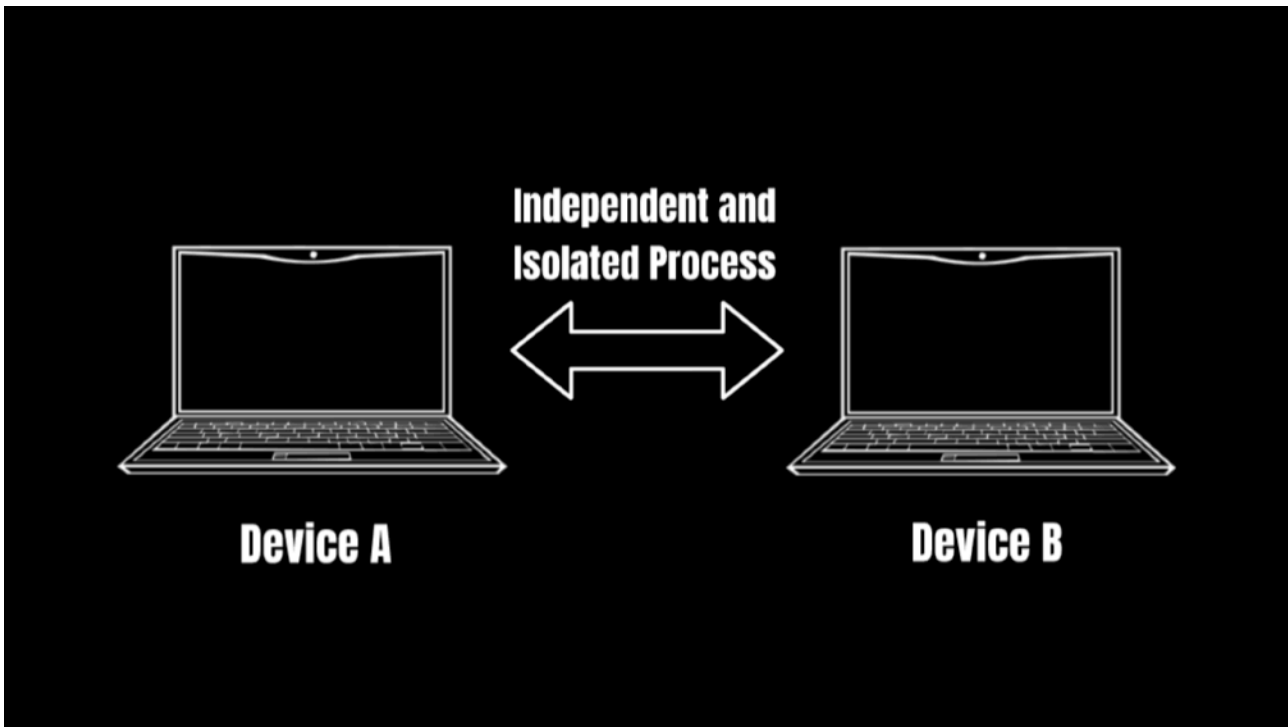 Independent and
Isolated Process
Device A
Device B